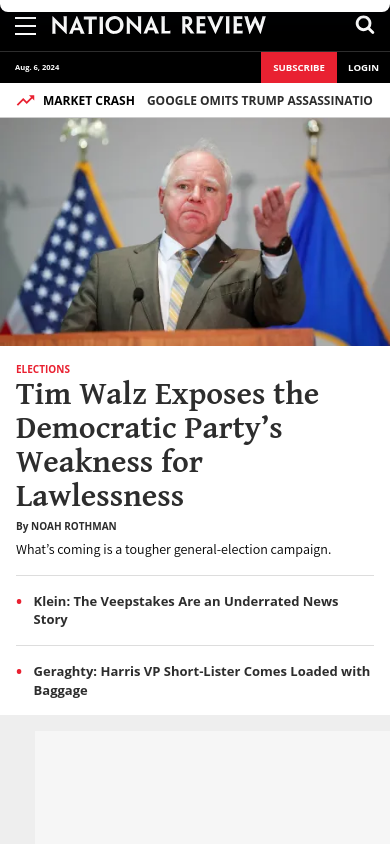 NATIONAL REVIEW
Aug. 6, 2024
SUBSCRIBE
LOGIN
MARKET CRASH GOOGLE OMITS TRUMP ASSASSINATIO
ELECTIONS
Tim Walz Exposes the
Democratic Party’s
Weakness for
Lawlessness
By NOAH ROTHMAN
What’s coming is a tougher general-election campaign.
Klein: The Veepstakes Are an Underrated News
Story
Geraghty: Harris VP Short-Lister Comes Loaded with
Baggage